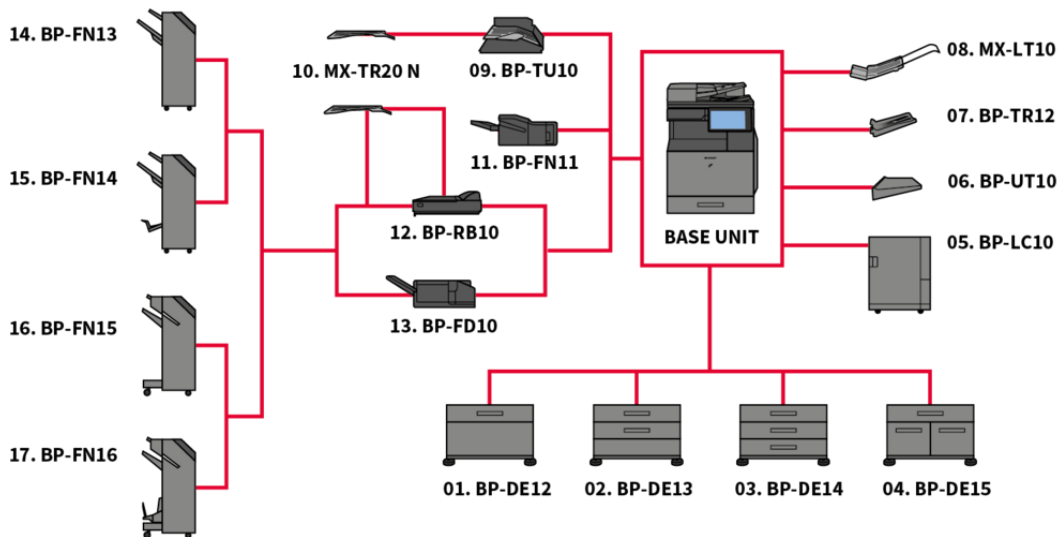 14. BP-FN13
10. MX-TR20 N
09. BP-TU10
08. MX-LT10
07. BP-TR12
11. BP-FN11
15. BP-FN14
06. BP-UT10
12. BP-RB10
BASE UNIT
05. BP-LC10
16. BP-FN15
13. BP-FD10
17. BP-FN16
01. BP-DE12
02. BP-DE13
03. BP-DE14
04. BP-DE15